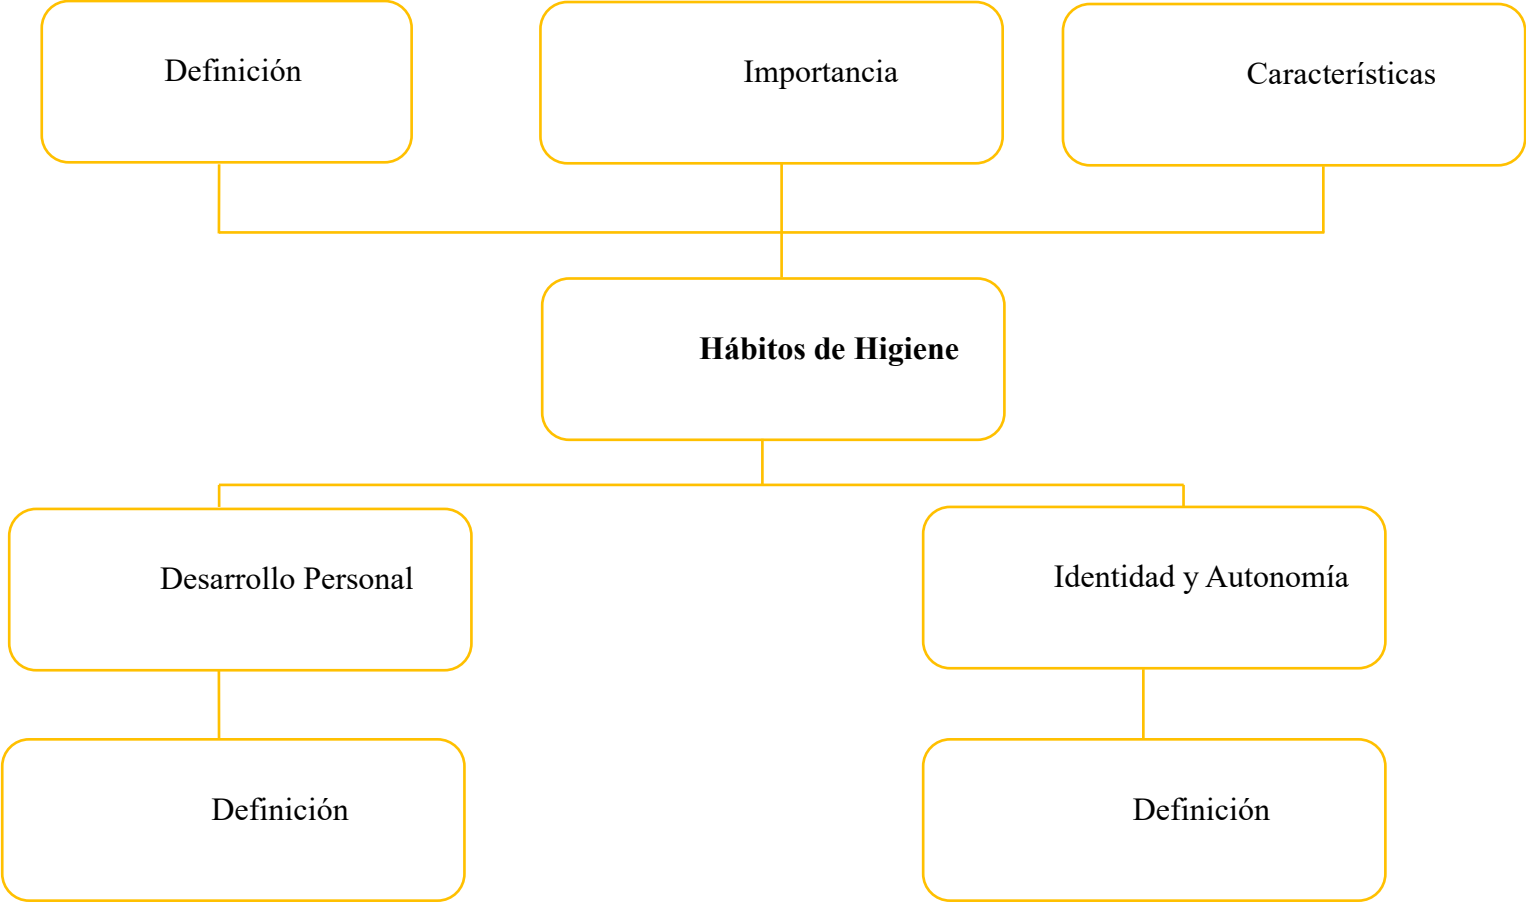 Definición
Importancia
Características
Hábitos de Higiene
Desarrollo Personal
Identidad y Autonomía
Definición
Definición